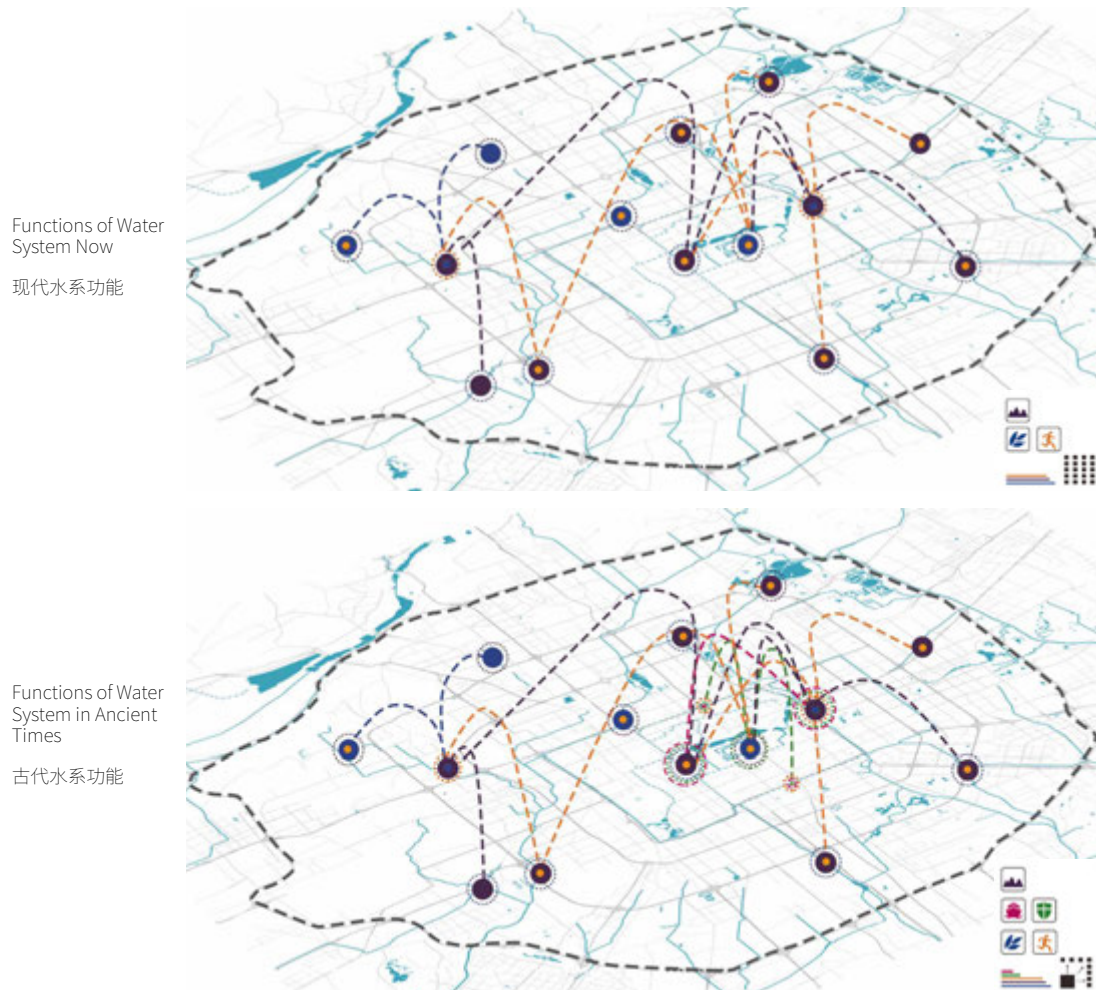 Functions of Water
System Now
现代水系功能
Functions of Water
System in Ancient
Times
古代水系功能